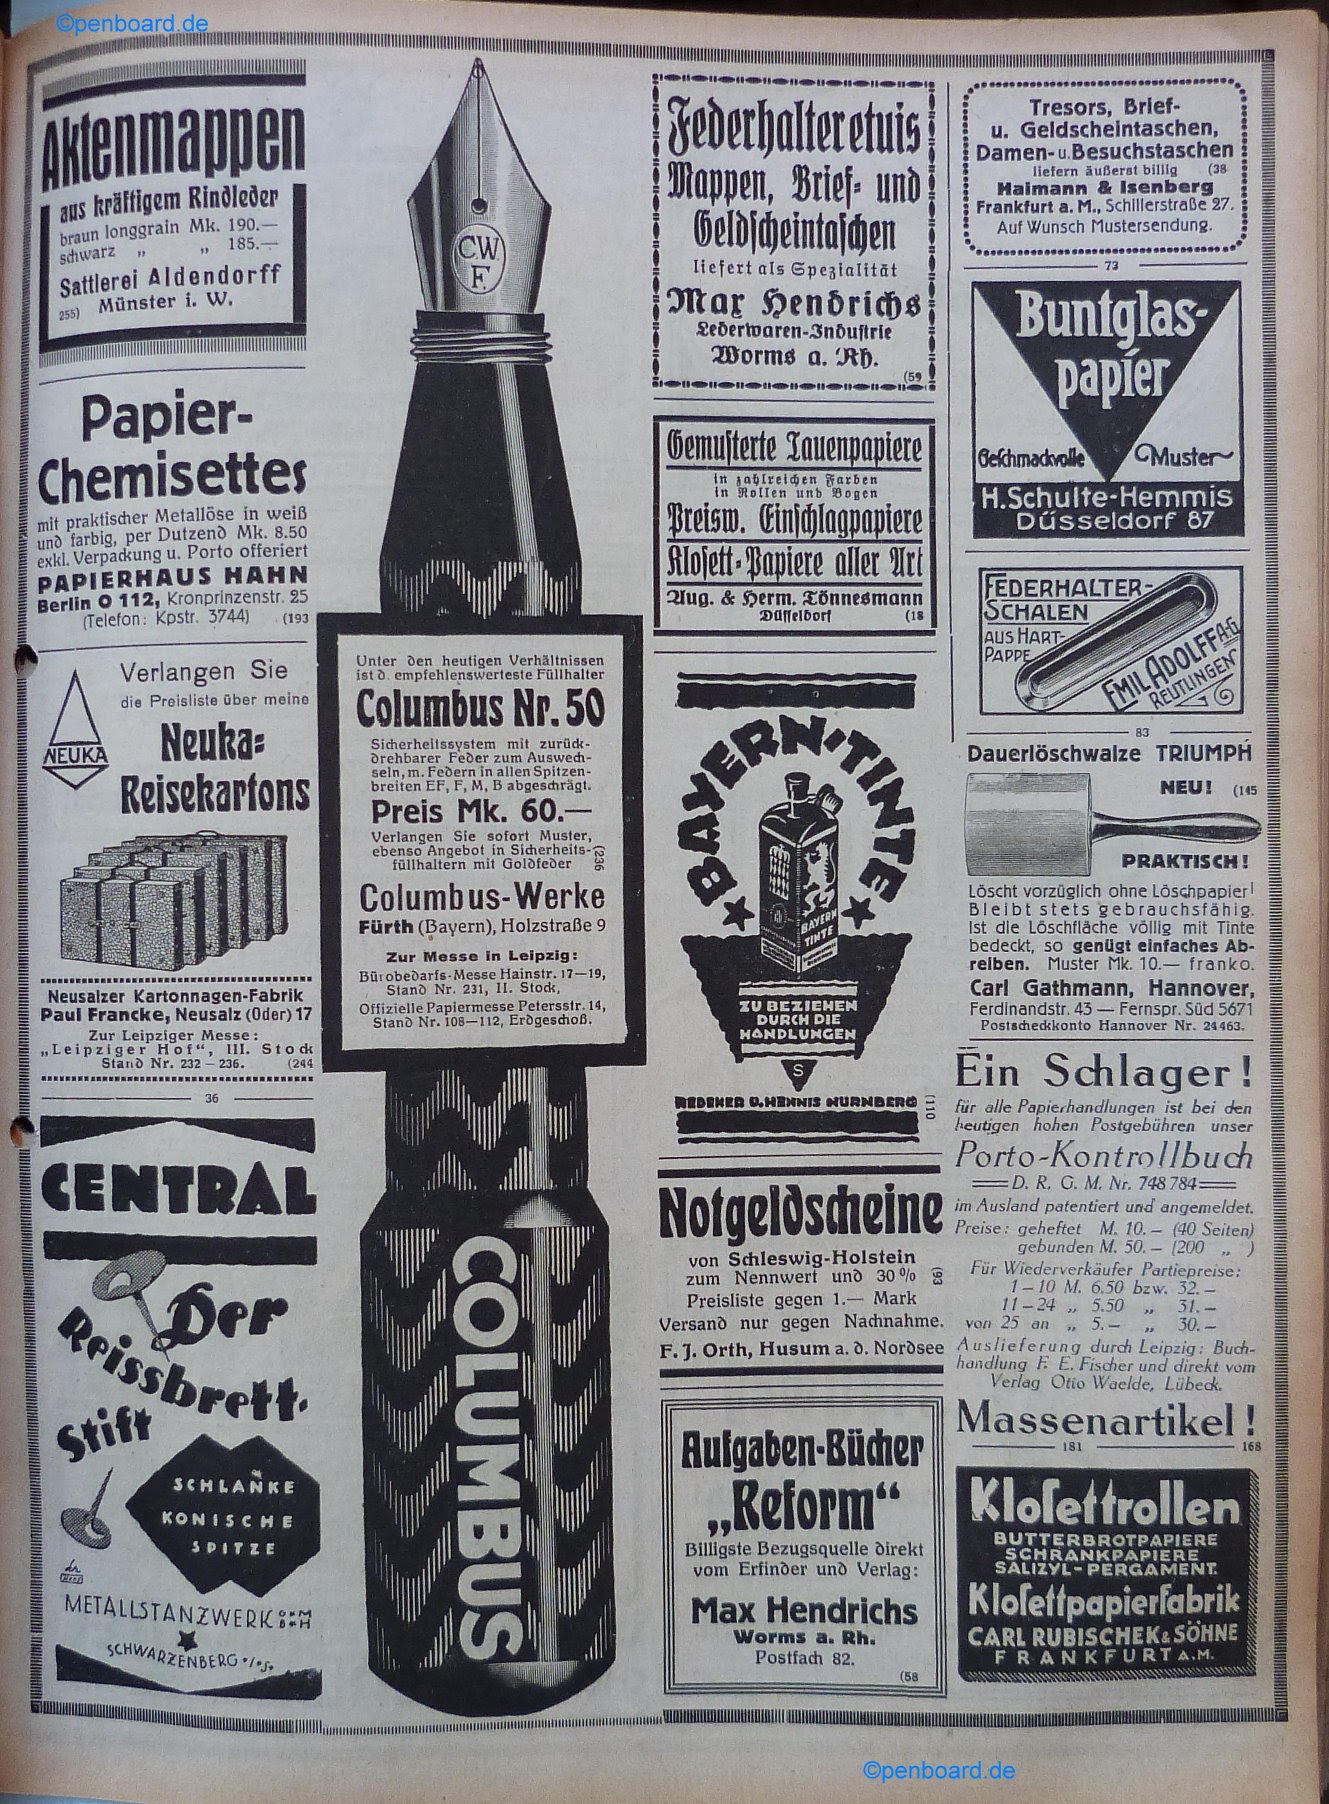 ©penboard.de
Aktenmappen
aus kräftigem Rindleder
braun longgrain Mk. 190.—
schwarz „ „ 185.—
Sattlerei Aldendorff
255) Münster i. W.
Papier-
Chemisettes
mit praktischer Metallöse in weiß
und farbig, per Dutzend Mk. 8.50
exkl. Verpackung u. Porto offeriert
PAPIERHAUS HAHN
Berlin O 112, Kronprinzenstr. 25
(Telefon: Kpstr. 3744) (193
Verlangen Sie
die Preisliste über meine
NEUKA
Neuka=
Reisekartons
Neusalzer Kartonnagen-Fabrik
Paul Francke, Neusalz (Oder) 17
Zur Leipziger Messe:
„Leipziger Hof“, III. Stock
Stand Nr. 232 – 236. (244
36
CENTRAL
Der
Reissbrett-
Stift
SCHLANKE
KONISCHE
SPITZE
METALLSTANZWERK
SCHWARZENBERG i. S.
C.W.
F.
Unter den heutigen Verhältnissen
ist d. empfehlenswerteste Füllhalter
Columbus Nr. 50
Sicherheitssystem mit zurück-
drehbarer Feder zum Auswech-
seln, m. Federn in allen Spitzen-
breiten EF, F, M, B abgeschrägt.
Preis Mk. 60.—
Verlangen Sie sofort Muster,
ebenso Angebot in Sicherheits-
füllhaltern mit Goldfeder (236
Columbus-Werke
Fürth (Bayern), Holzstraße 9
Zur Messe in Leipzig:
Bürobedarfs-Messe Hainstr. 17—19,
Stand Nr. 231, II. Stock,
Offizielle Papiermesse Petersstr. 14,
Stand Nr. 108—112, Erdgeschoß.
COLUMBUS
Federhalteretuis
Mappen, Brief= und
Geldscheintaschen
liefert als Spezialität
Max Hendrichs
Lederwaren-Industrie
Worms a. Rh.
(59
Gemusterte Tauenpapiere
in zahlreichen Farben
in Rollen und Bogen
Preisw. Einschlagpapiere
Klosett-Papiere aller Art
Aug. & Herm. Tönnesmann
Düsseldorf (18
BAYERN-TINTE
BAYERN
TINTE
ZU BEZIEHEN
DURCH DIE
HANDLUNGEN
S
REDEKER U. HENNIS NÜRNBERG
(110
Notgeldscheine
von Schleswig-Holstein
zum Nennwert und 30% (93
Preisliste gegen 1.— Mark
Versand nur gegen Nachnahme.
F. J. Orth, Husum a. d. Nordsee
Aufgaben-Bücher
„Reform“
Billigste Bezugsquelle direkt
vom Erfinder und Verlag:
Max Hendrichs
Worms a. Rh.
Postfach 82.
(58
Tresors, Brief-
u. Geldscheintaschen,
Damen- u. Besuchstaschen
liefern äußerst billig (38
Haimann & Isenberg
Frankfurt a. M., Schillerstraße 27.
Auf Wunsch Mustersendung.
73
Buntglas-
papier
Geschmackvolle Muster
H. Schulte-Hemmis
Düsseldorf 87
FEDERHALTER-
SCHALEN
AUS HART-
PAPPE
EMIL ADOLFF A-G.
REUTLINGEN
83
Dauerlöschwalze TRIUMPH
NEU! (145
PRAKTISCH!
Löscht vorzüglich ohne Löschpapier!
Bleibt stets gebrauchsfähig.
Ist die Löschfläche völlig mit Tinte
bedeckt, so genügt einfaches Ab-
reiben. Muster Mk. 10.— franko.
Carl Gathmann, Hannover,
Ferdinandstr. 43 — Fernspr. Süd 5671
Postscheckkonto Hannover Nr. 24463.
Ein Schlager!
für alle Papierhandlungen ist bei den
heutigen hohen Postgebühren unser
Porto-Kontrollbuch
D. R. G. M. Nr. 748 784
im Ausland patentiert und angemeldet.
Preise: geheftet M. 10.— (40 Seiten)
gebunden M. 50.— (200 „ )
Für Wiederverkäufer Partiepreise:
1—10 M. 6.50 bzw. 32.—
11—24 „ 5.50 „ 31.—
von 25 an „ 5.— „ 30.—
Auslieferung durch Leipzig: Buch-
handlung F. E. Fischer und direkt vom
Verlag Otto Waelde, Lübeck.
Massenartikel!
181 168
Klosettrollen
BUTTERBROTPAPIERE
SCHRANKPAPIERE
SALIZYL-PERGAMENT.
Klosettpapierfabrik
CARL RUBISCHEK & SÖHNE
FRANKFURT A.M.
©penboard.de